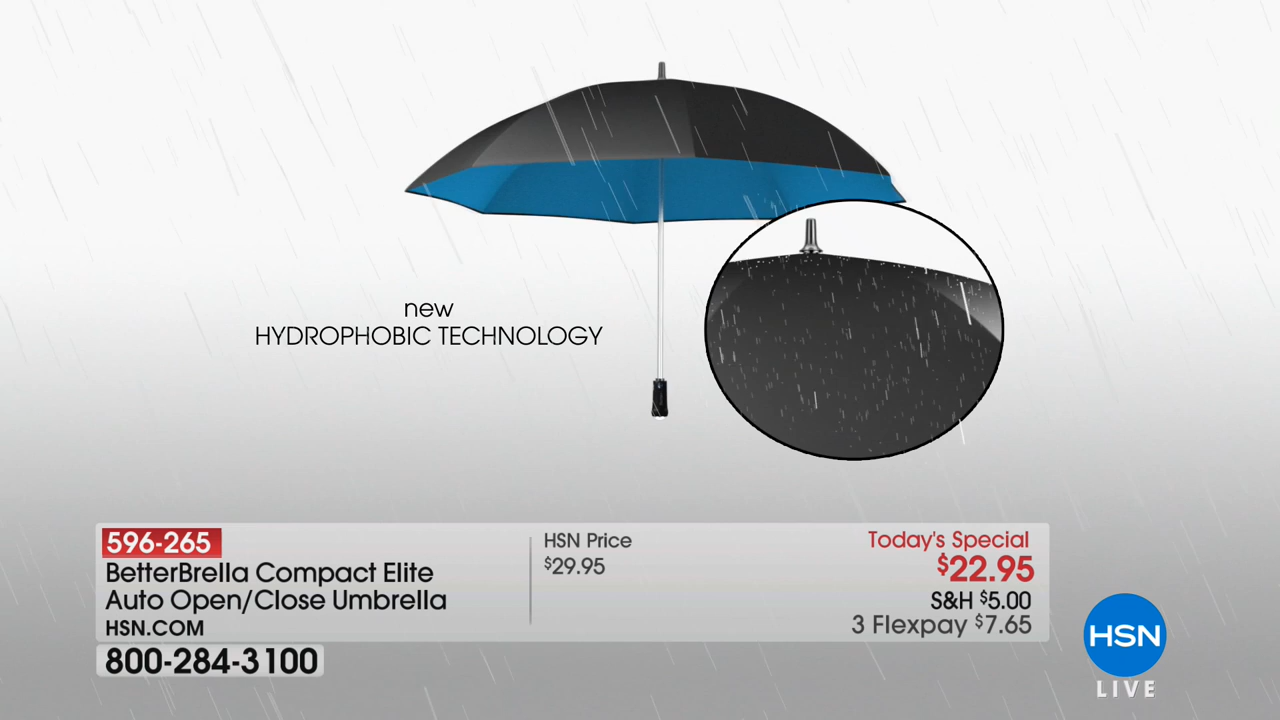 new
HYDROPHOBIC TECHNOLOGY
596-265
BetterBrella Compact Elite
Auto Open/Close Umbrella
HSN.COM
800-284-3100
HSN Price
$29.95
Today's Special
$22.95
S&H $5.00
3 Flexpay $7.65
HSN
LIVE